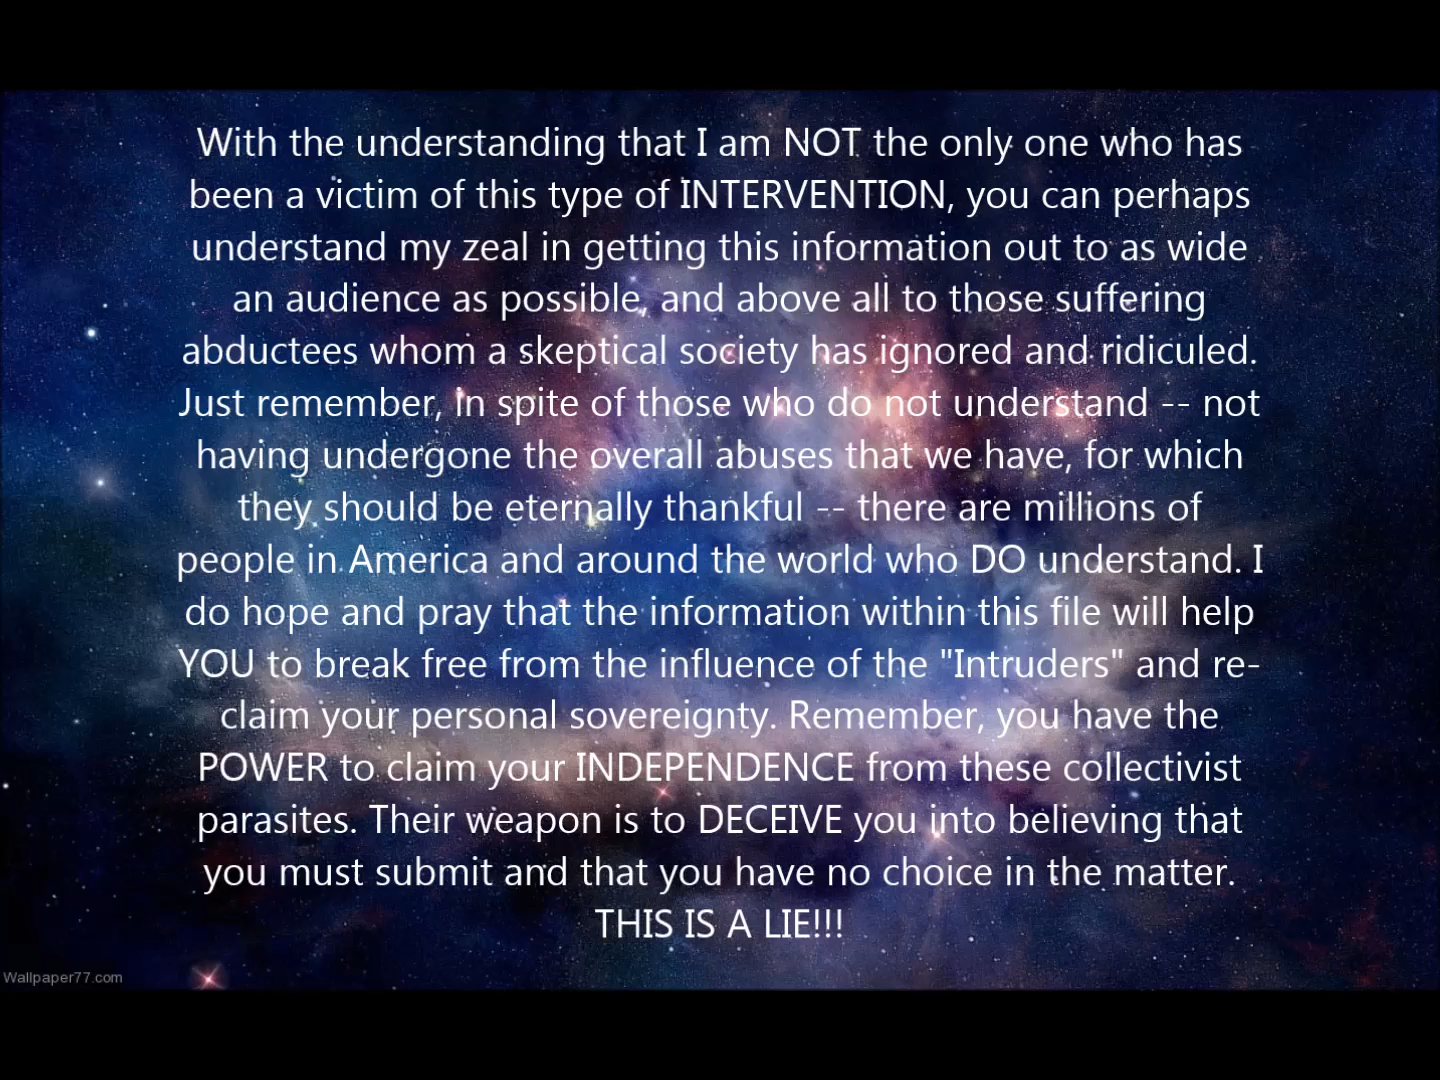 With the understanding that I am NOT the only one who has
been a victim of this type of INTERVENTION, you can perhaps
understand my zeal in getting this information out to as wide
an audience as possible, and above all to those suffering
abductees whom a skeptical society has ignored and ridiculed.
Just remember, in spite of those who do not understand -- not
having undergone the overall abuses that we have, for which
they should be eternally thankful -- there are millions of
people in America and around the world who DO understand. I
do hope and pray that the information within this file will help
YOU to break free from the influence of the "Intruders" and re-
claim your personal sovereignty. Remember, you have the
POWER to claim your INDEPENDENCE from these collectivist
parasites. Their weapon is to DECEIVE you into believing that
you must submit and that you have no choice in the matter.
THIS IS A LIE!!!
Wallpaper77.com